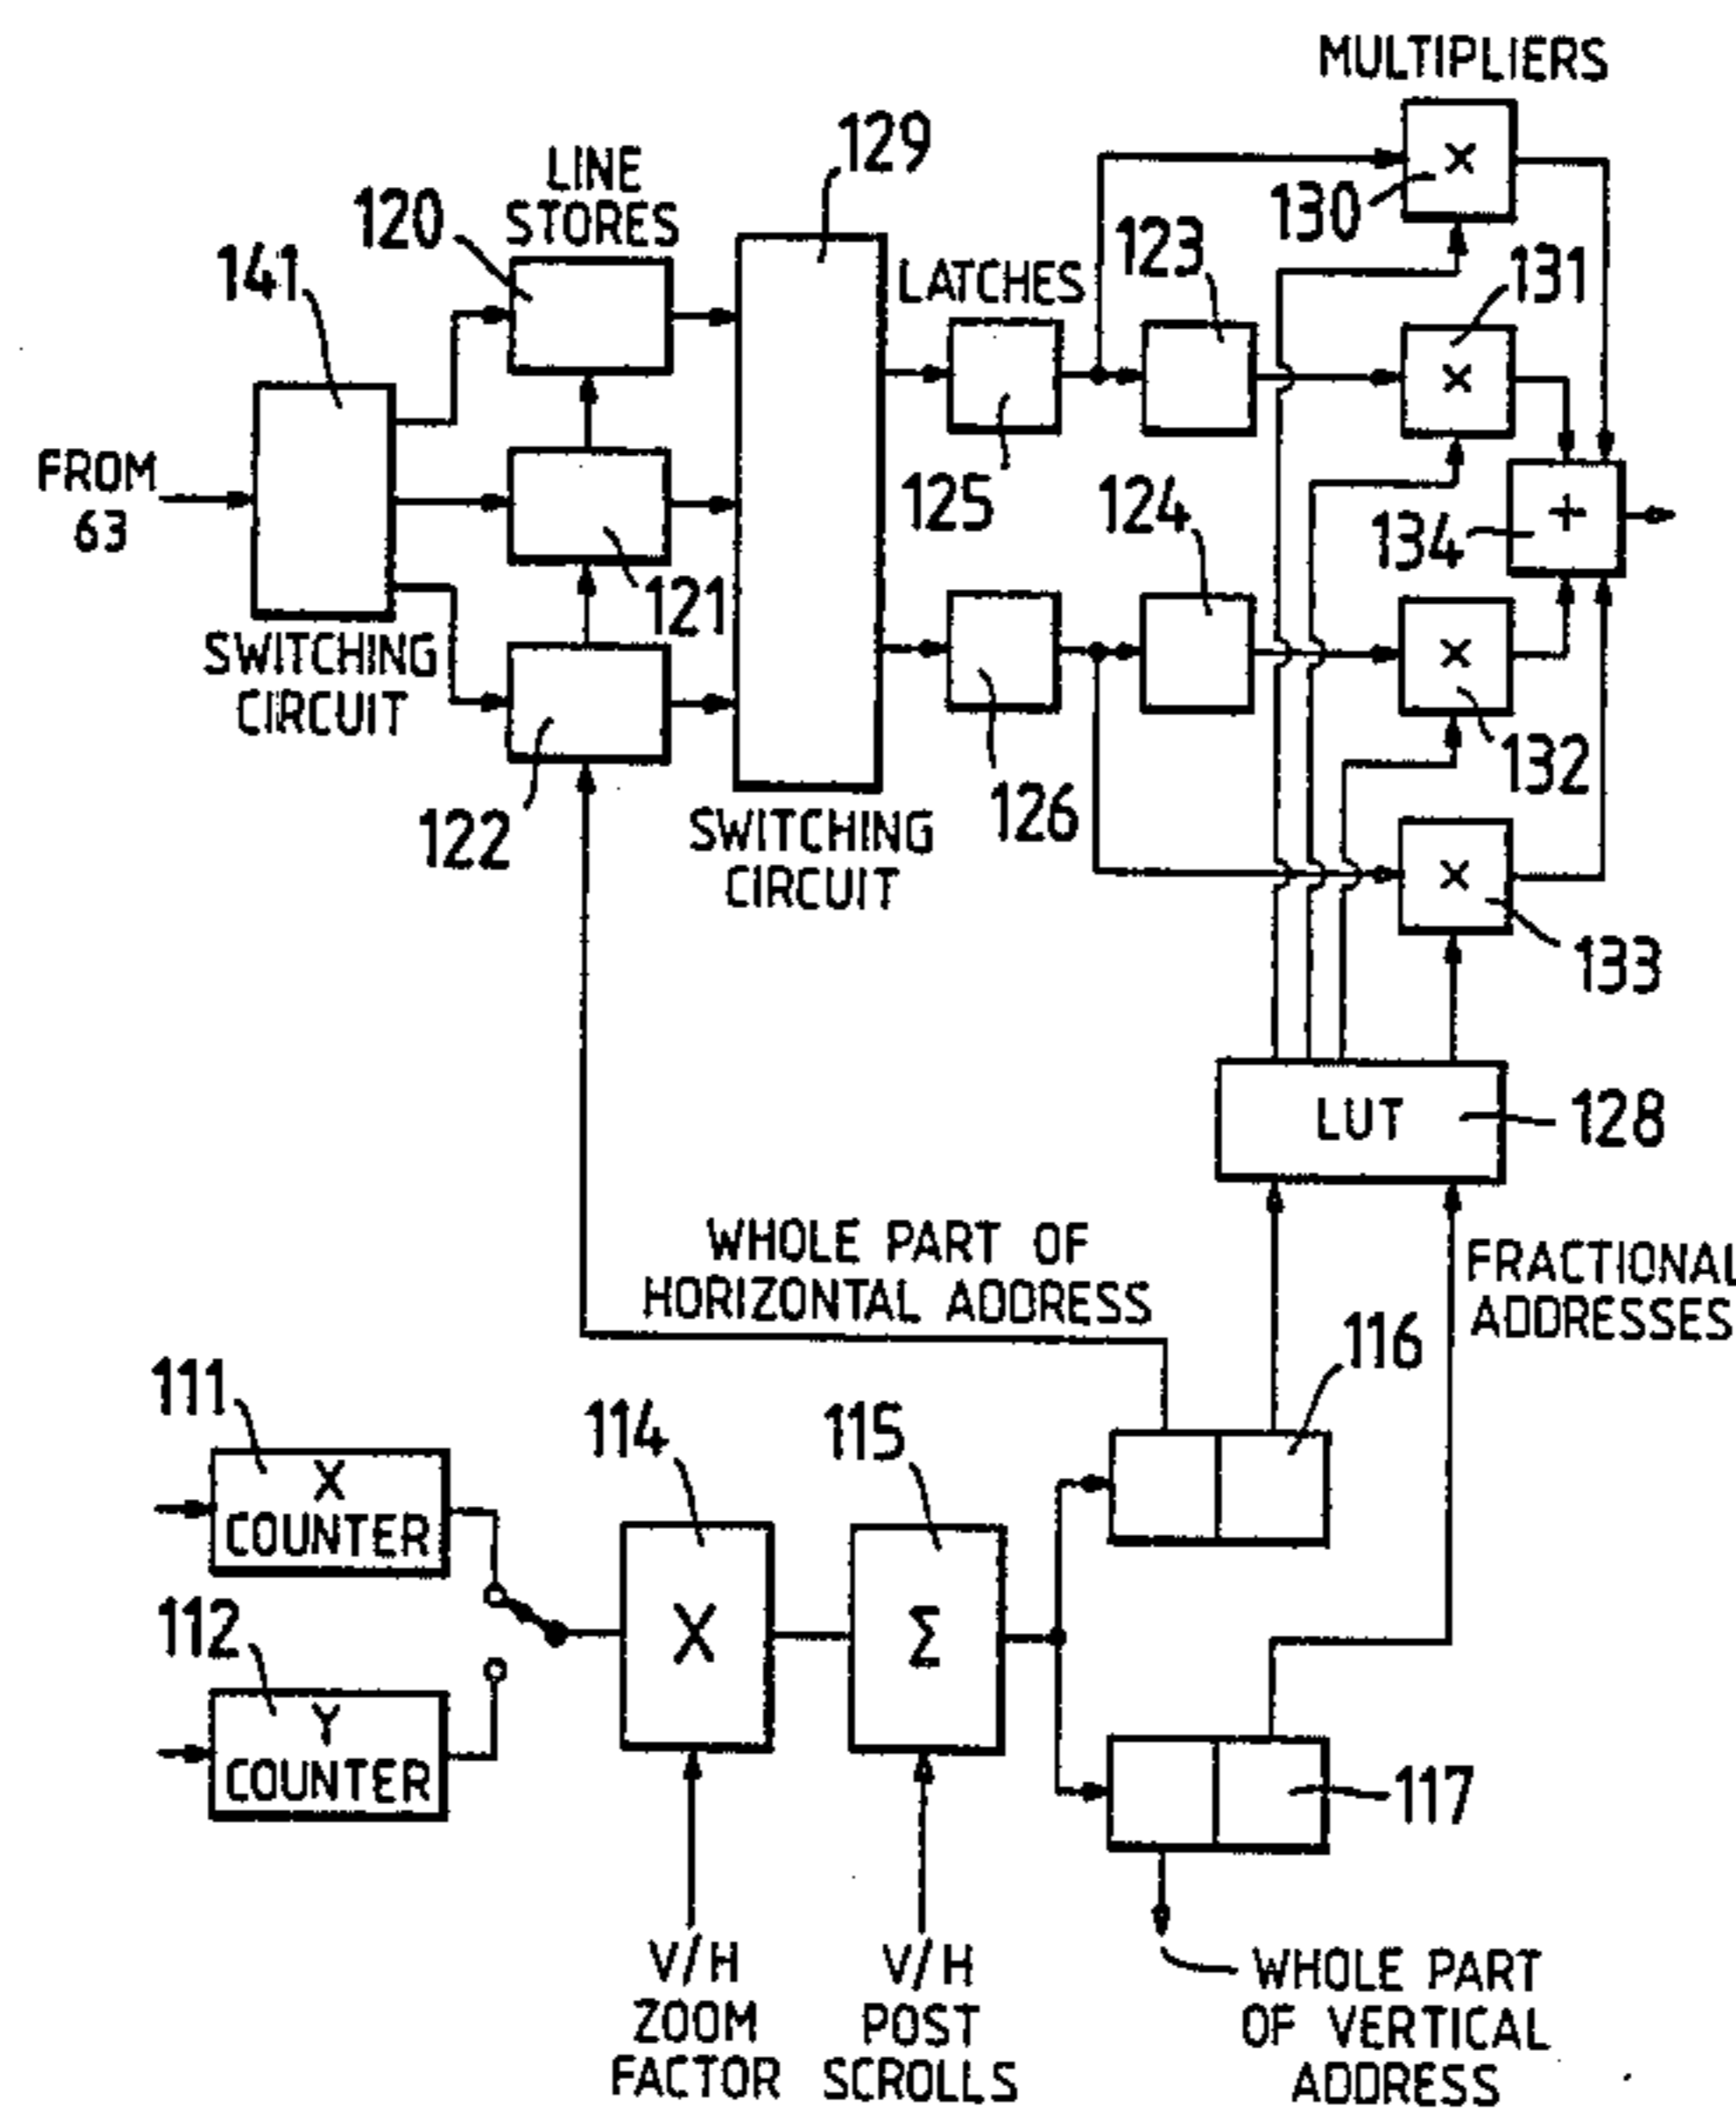 MULTIPLIERS
×
130
129
LINE
STORES
120
141
LATCHES
123
131
×
FROM
63
125
124
134
+
121
SWITCHING
CIRCUIT
×
132
122
126
SWITCHING
CIRCUIT
×
133
LUT
128
WHOLE PART OF
HORIZONTAL ADDRESS
FRACTIONAL
ADDRESSES
116
111
X
COUNTER
114
115
X
Σ
112
Y
COUNTER
117
V/H
ZOOM
FACTOR
V/H
POST
SCROLLS
WHOLE PART
OF VERTICAL
ADDRESS